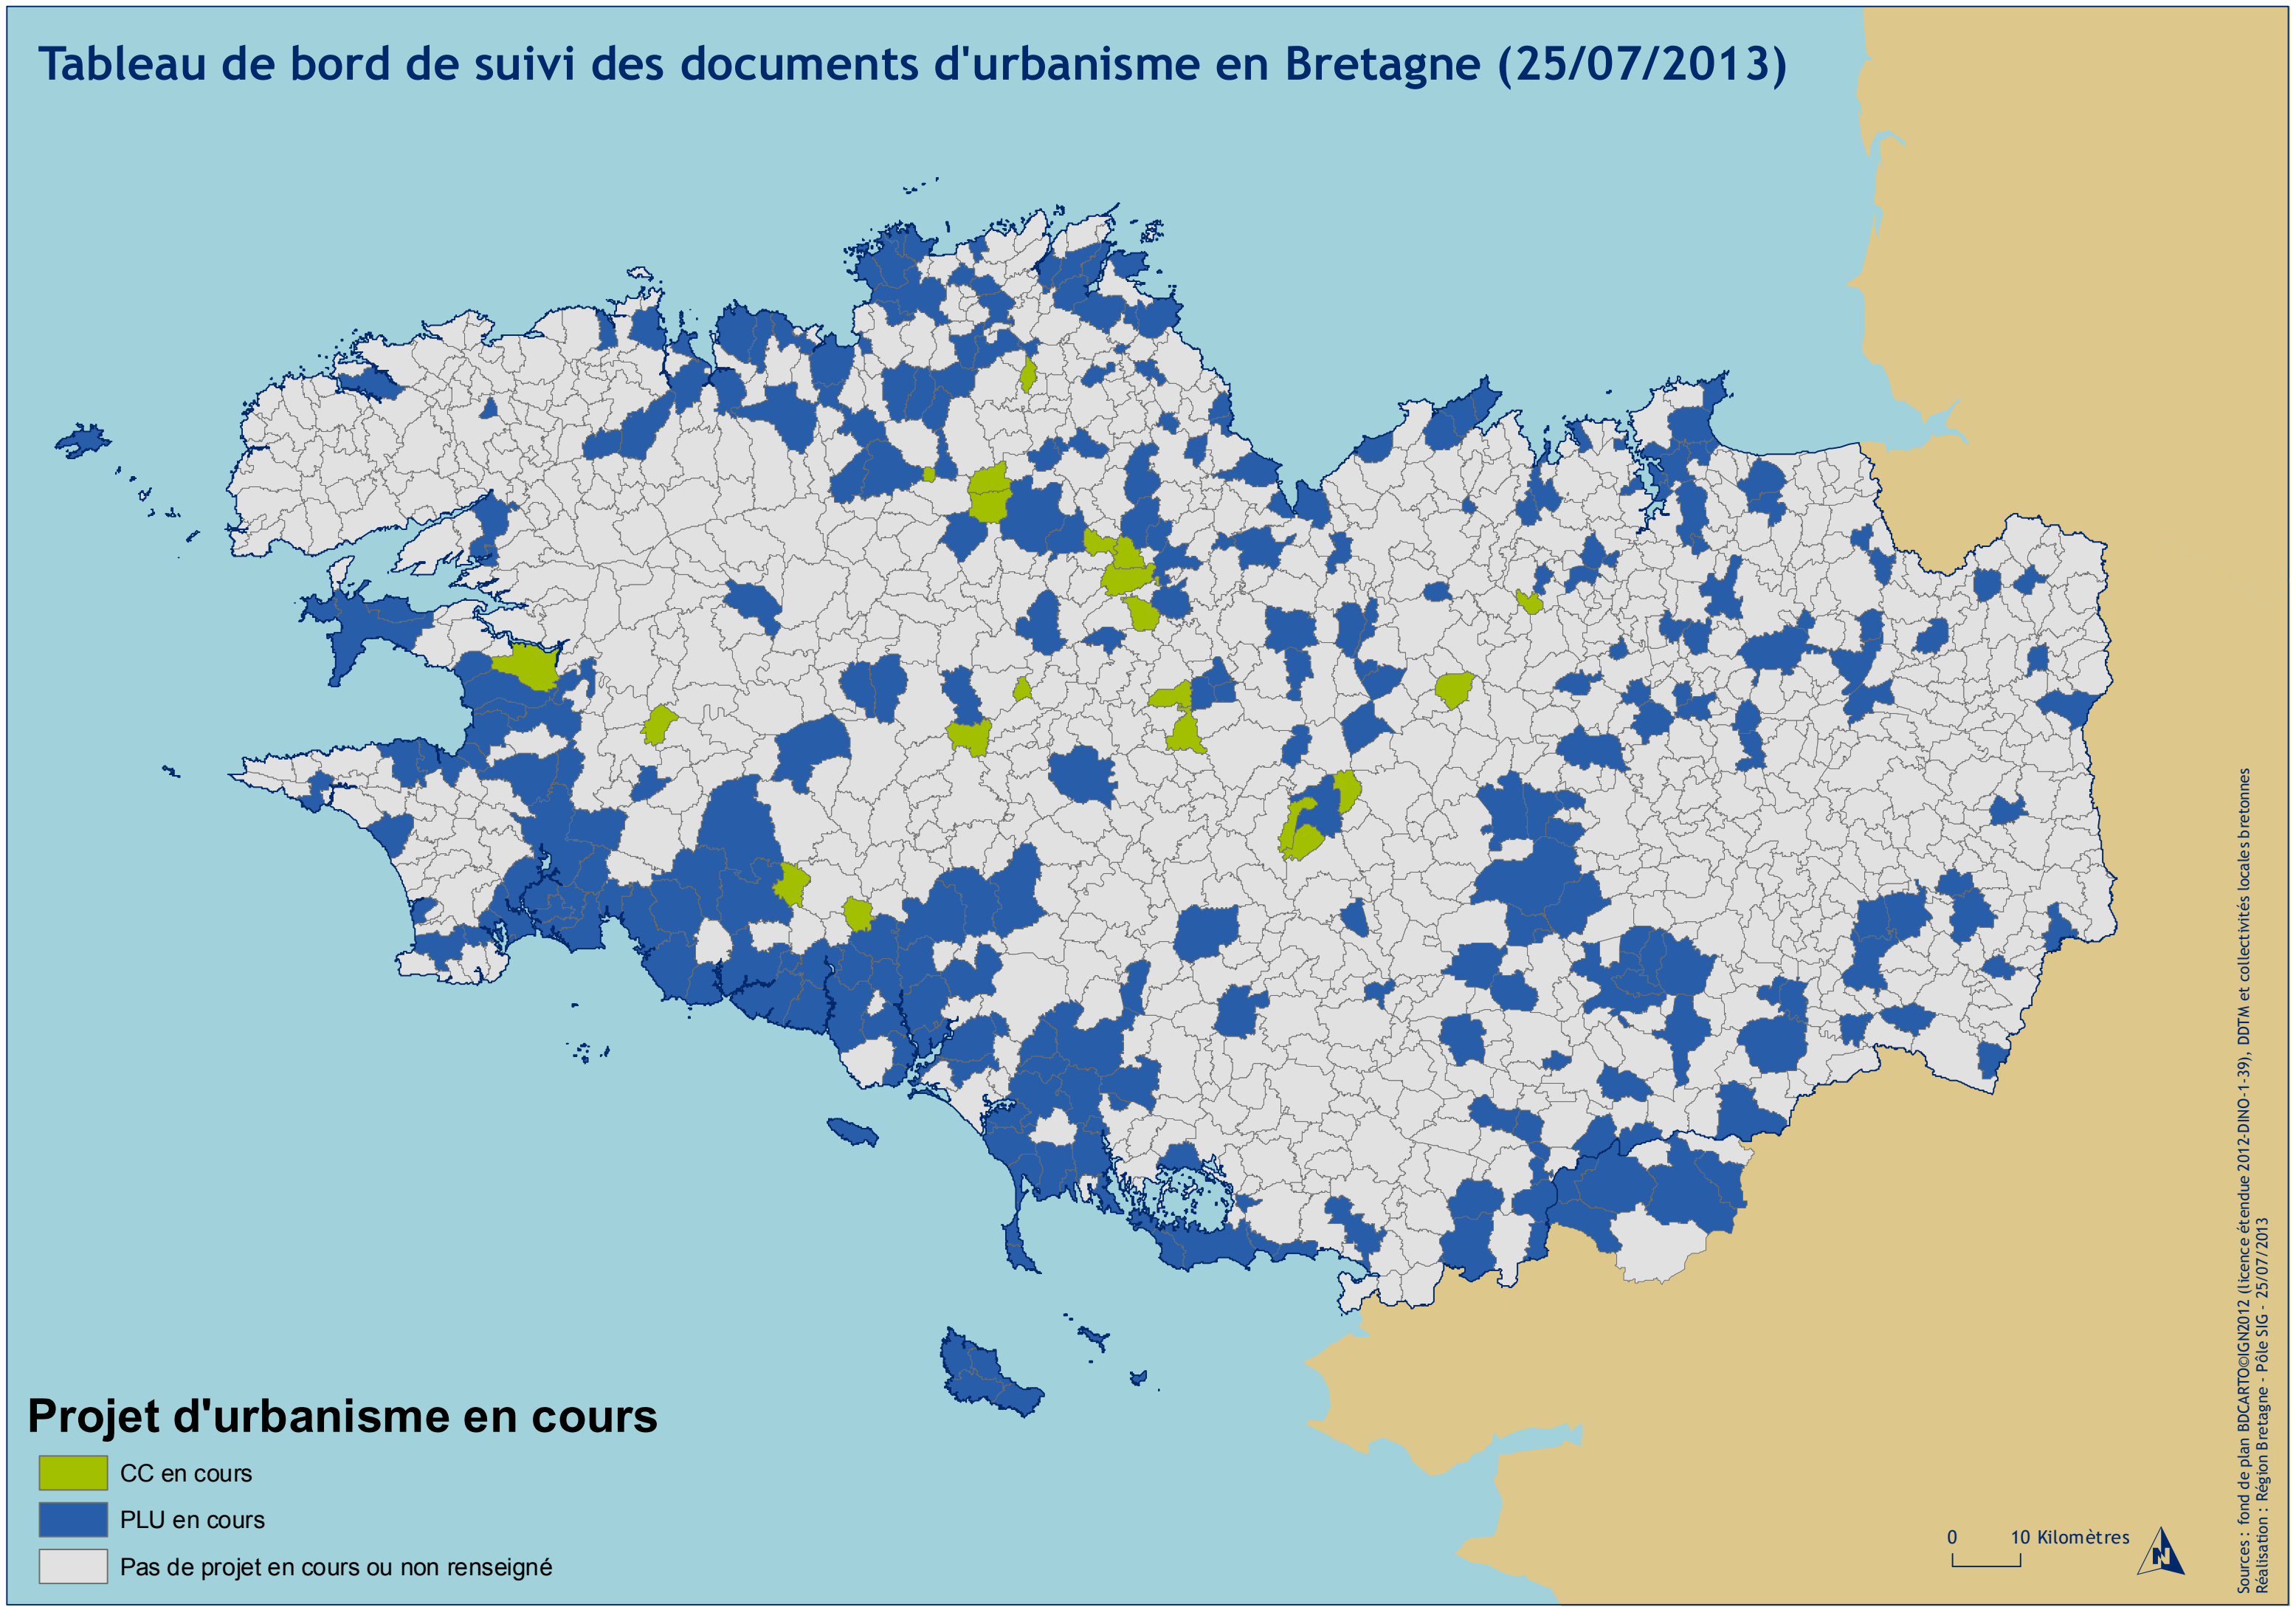 Tableau de bord de suivi des documents d'urbanisme en Bretagne (25/07/2013)
Projet d'urbanisme en cours
CC en cours
PLU en cours
Pas de projet en cours ou non renseigné
0 10 Kilomètres
N
Sources : fond de plan BDCARTO©IGN2012 (licence étendue 2012-DINO-1-39), DDTM et collectivités locales bretonnes
Réalisation : Région Bretagne - Pôle SIG - 25/07/2013